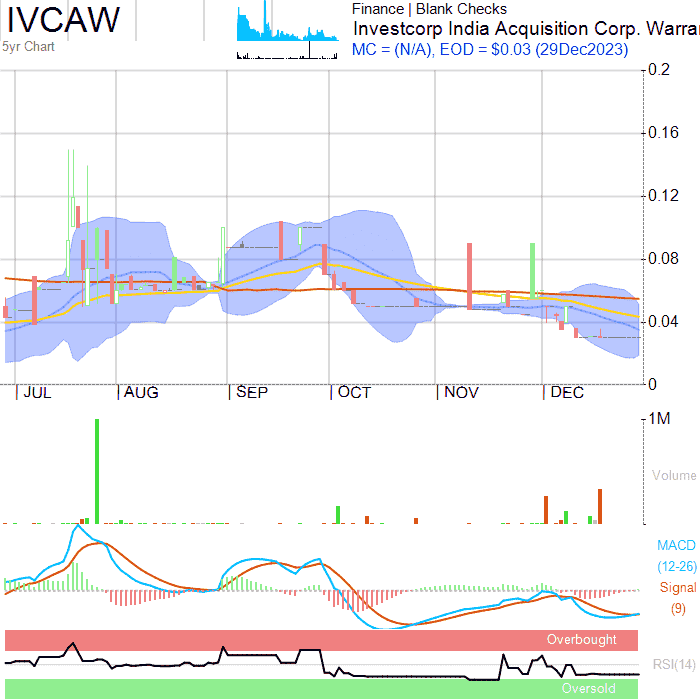 IVCAW
5yr Chart
Finance | Blank Checks
Investcorp India Acquisition Corp. Warra
MC = (N/A), EOD = $0.03 (29Dec2023)
0.2
0.16
0.12
0.08
0.04
0
JUL AUG SEP OCT NOV DEC
1M
Volume
MACD
(12-26)
Signal
(9)
Overbought
RSI(14)
Oversold